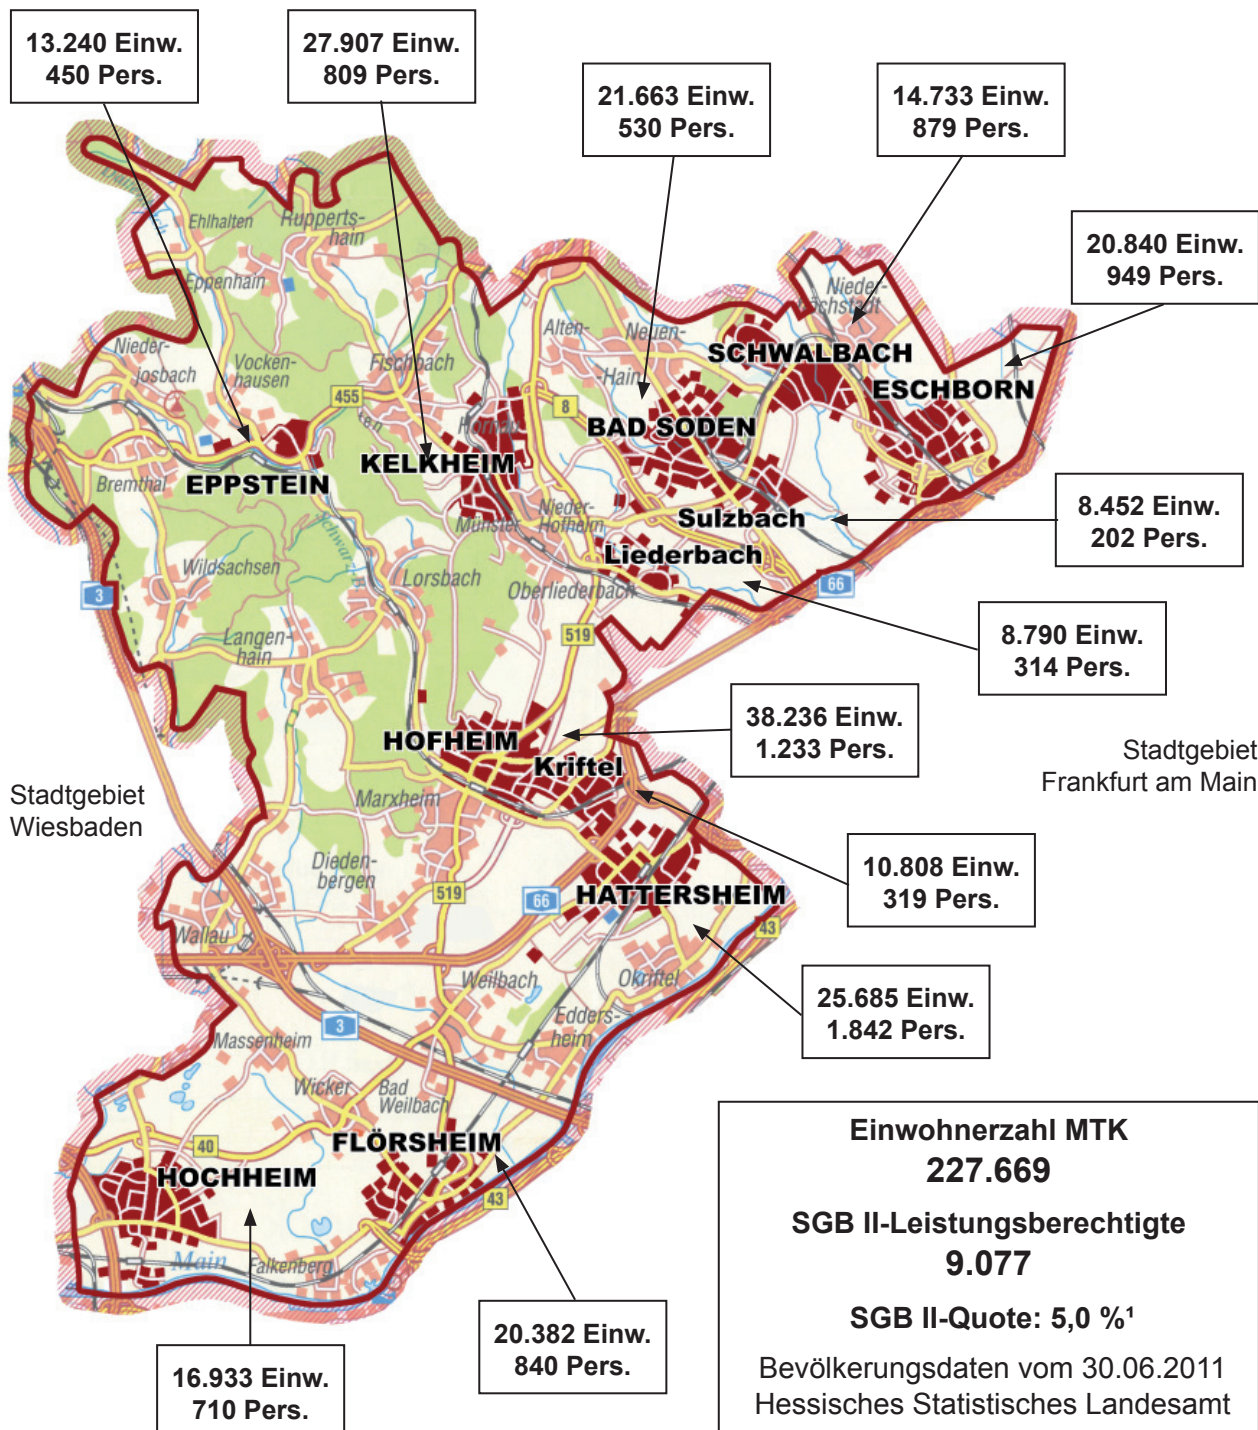 13.240 Einw.
450 Pers.
27.907 Einw.
809 Pers.
21.663 Einw.
530 Pers.
14.733 Einw.
879 Pers.
20.840 Einw.
949 Pers.
Ehlhalten
Rupperts-
hain
Eppenhain
Nieder-
höchstadt
Alten-
Neuen-
-Hain
Nieder-
josbach
Vocken-
hausen
Fischbach
SCHWALBACH
ESCHBORN
455
8
Hornau
BAD SODEN
KELKHEIM
EPPSTEIN
Bremthal
Münster
Nieder-
Hofheim
Sulzbach
8.452 Einw.
202 Pers.
Liederbach
Wildsachsen
Lorsbach
Oberliederbach
66
3
Langen-
hain
519
8.790 Einw.
314 Pers.
38.236 Einw.
1.233 Pers.
HOFHEIM
Kriftel
Stadtgebiet
Frankfurt am Main
Stadtgebiet
Wiesbaden
Marxheim
Dieden-
bergen
10.808 Einw.
319 Pers.
519
66
HATTERSHEIM
43
Wallau
Weilbach
Okriftel
25.685 Einw.
1.842 Pers.
3
Edders-
heim
Massenheim
Wicker
Bad
Weilbach
40
FLÖRSHEIM
HOCHHEIM
43
Main
Falkenberg
20.382 Einw.
840 Pers.
16.933 Einw.
710 Pers.
Einwohnerzahl MTK
227.669
SGB II-Leistungsberechtigte
9.077
SGB II-Quote: 5,0 %¹
Bevölkerungsdaten vom 30.06.2011
Hessisches Statistisches Landesamt